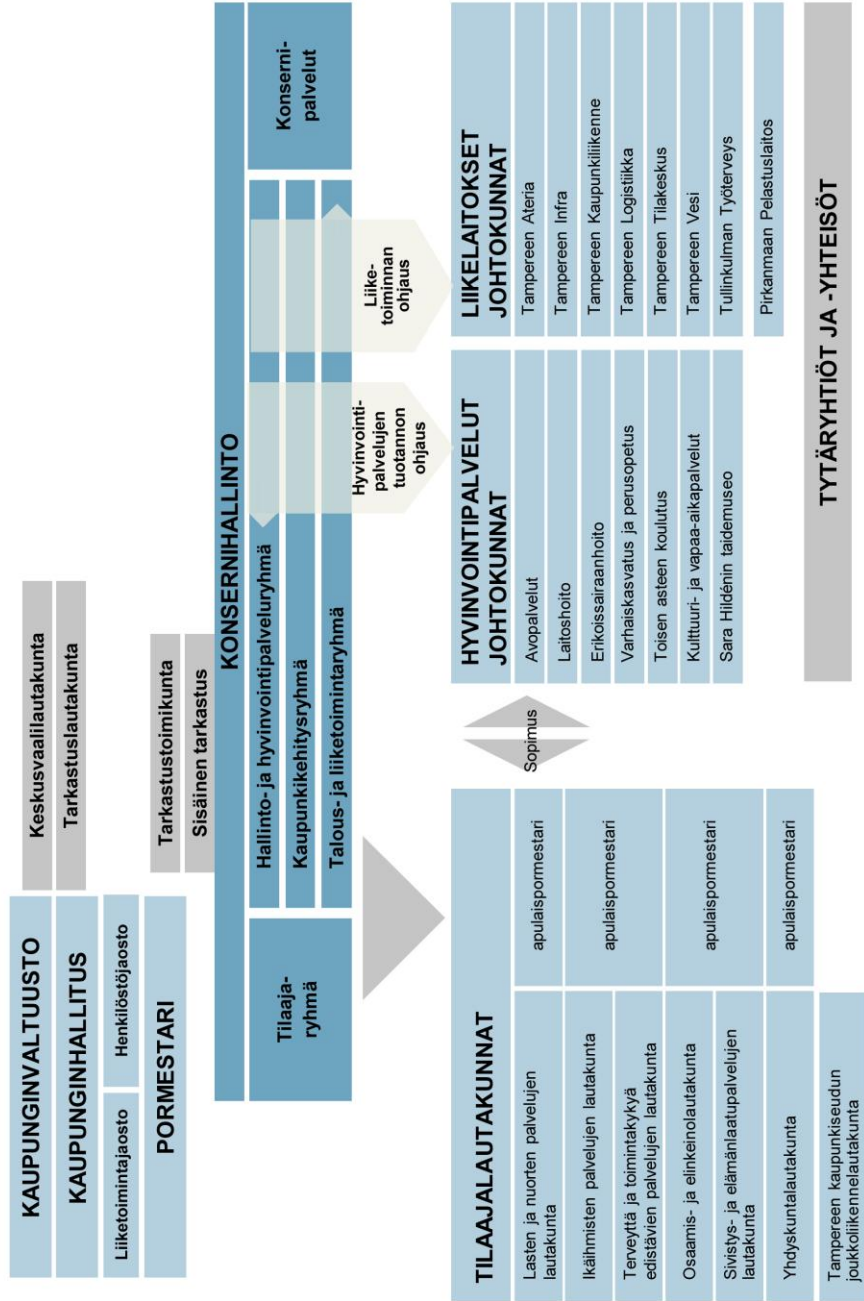 KAUPUNGINVALTUUSTO
Keskusvaalilautakunta
KAUPUNGINHALLITUS
Tarkastuslautakunta
Liiketoimintajaosto
Henkilöstöjaosto
PORMESTARI
Tarkastustoimikunta
Sisäinen tarkastus
KONSERNIHALLINTO
Tilaaja-
ryhmä
Hallinto- ja hyvinvointipalveluryhmä
Kaupunkikehitysryhmä
Talous- ja liiketoimintaryhmä
Konserni-
palvelut
Hyvinvointi-
palvelujen
tuotannon
ohjaus
Liike-
toiminnan
ohjaus
TILAAJALAUTAKUNNAT
Lasten ja nuorten palvelujen
lautakunta
apulaispormestari
Ikäihmisten palvelujen lautakunta
apulaispormestari
Terveyttä ja toimintakykyä
edistävien palvelujen lautakunta
Osaamis- ja elinkeinolautakunta
apulaispormestari
Sivistys- ja elämänlaatupalvelujen
lautakunta
Yhdyskuntalautakunta
apulaispormestari
Tampereen kaupunkiseudun
joukkoliikennelautakunta
Sopimus
HYVINVOINTIPALVELUT
JOHTOKUNNAT
Avopalvelut
Laitoshoito
Erikoissairaanhoito
Varhaiskasvatus ja perusopetus
Toisen asteen koulutus
Kulttuuri- ja vapaa-aikapalvelut
Sara Hildénin taidemuseo
LIIKELAITOKSET
JOHTOKUNNAT
Tampereen Ateria
Tampereen Infra
Tampereen Kaupunkiliikenne
Tampereen Logistiikka
Tampereen Tilakeskus
Tampereen Vesi
Tullinkulman Työterveys
Pirkanmaan Pelastuslaitos
TYTÄRYHTIÖT JA -YHTEISÖT